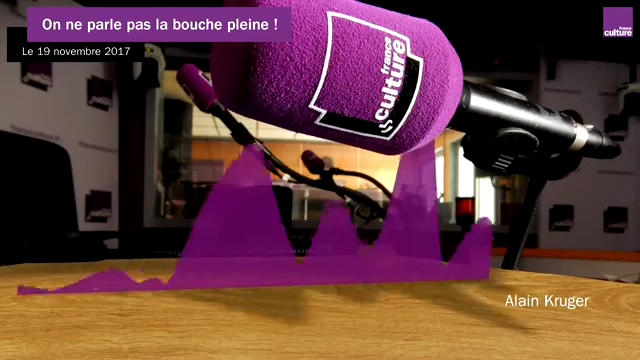 On ne parle pas la bouche pleine !
Le 19 novembre 2017
france
culture
france
culture
Alain Kruger